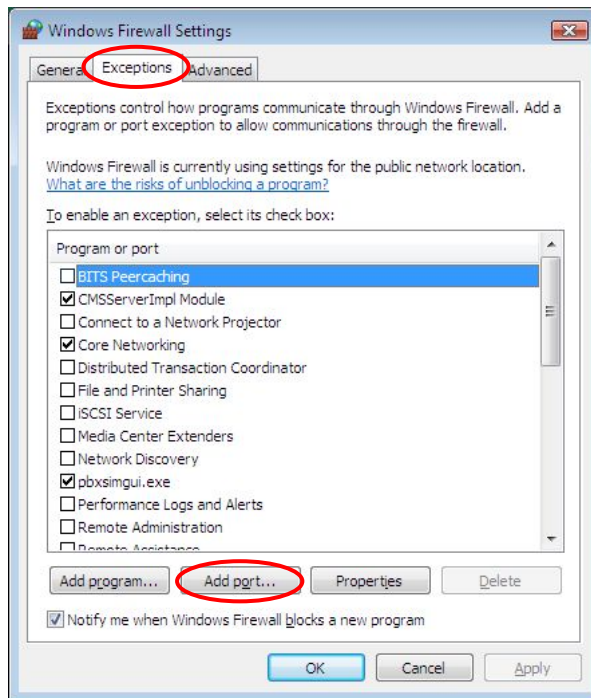 Windows Firewall Settings
General Exceptions Advanced
Exceptions control how programs communicate through Windows Firewall. Add a
program or port exception to allow communications through the firewall.
Windows Firewall is currently using settings for the public network location.
What are the risks of unblocking a program?
To enable an exception, select its check box:
Program or port
BITS Peercaching
CMSServerImpl Module
Connect to a Network Projector
Core Networking
Distributed Transaction Coordinator
File and Printer Sharing
iSCSI Service
Media Center Extenders
Network Discovery
pbxsimgui.exe
Performance Logs and Alerts
Remote Administration
Remote Assistance
Add program... Add port... Properties Delete
Notify me when Windows Firewall blocks a new program
OK Cancel Apply